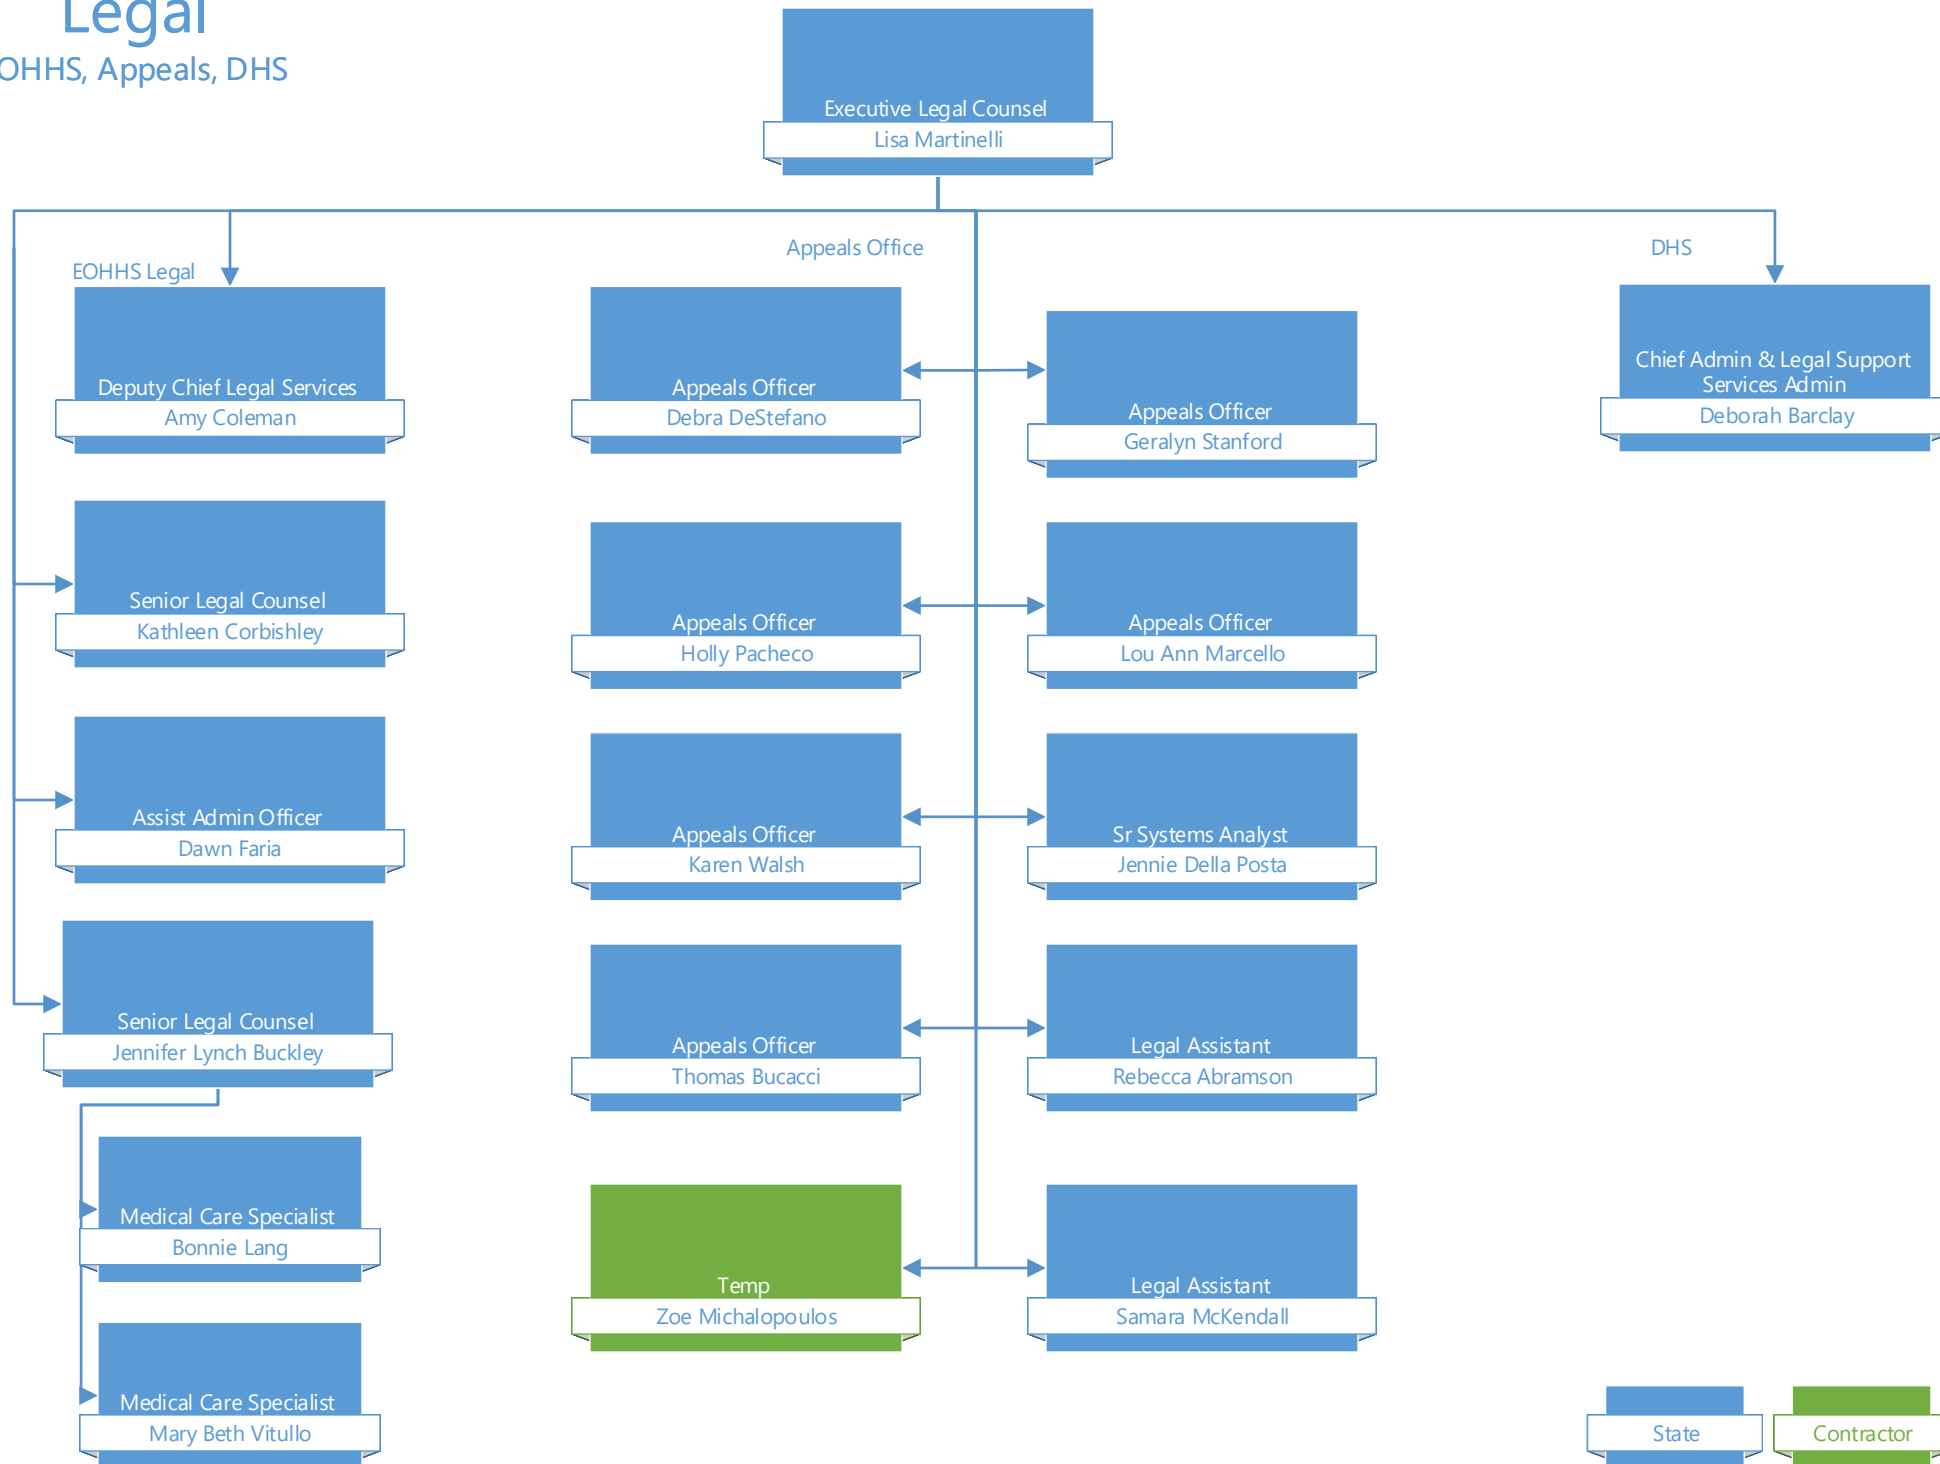 Legal
OHHS, Appeals, DHS
Executive Legal Counsel
Lisa Martinelli
EOHHS Legal
Deputy Chief Legal Services
Amy Coleman
Senior Legal Counsel
Kathleen Corbishley
Assist Admin Officer
Dawn Faria
Senior Legal Counsel
Jennifer Lynch Buckley
Medical Care Specialist
Bonnie Lang
Medical Care Specialist
Mary Beth Vitullo
Appeals Office
Appeals Officer
Debra DeStefano
Appeals Officer
Geralyn Stanford
Appeals Officer
Holly Pacheco
Appeals Officer
Lou Ann Marcello
Appeals Officer
Karen Walsh
Sr Systems Analyst
Jennie Della Posta
Appeals Officer
Thomas Bucacci
Legal Assistant
Rebecca Abramson
Temp
Zoe Michalopoulos
Legal Assistant
Samara McKendall
DHS
Chief Admin & Legal Support
Services Admin
Deborah Barclay
State
Contractor